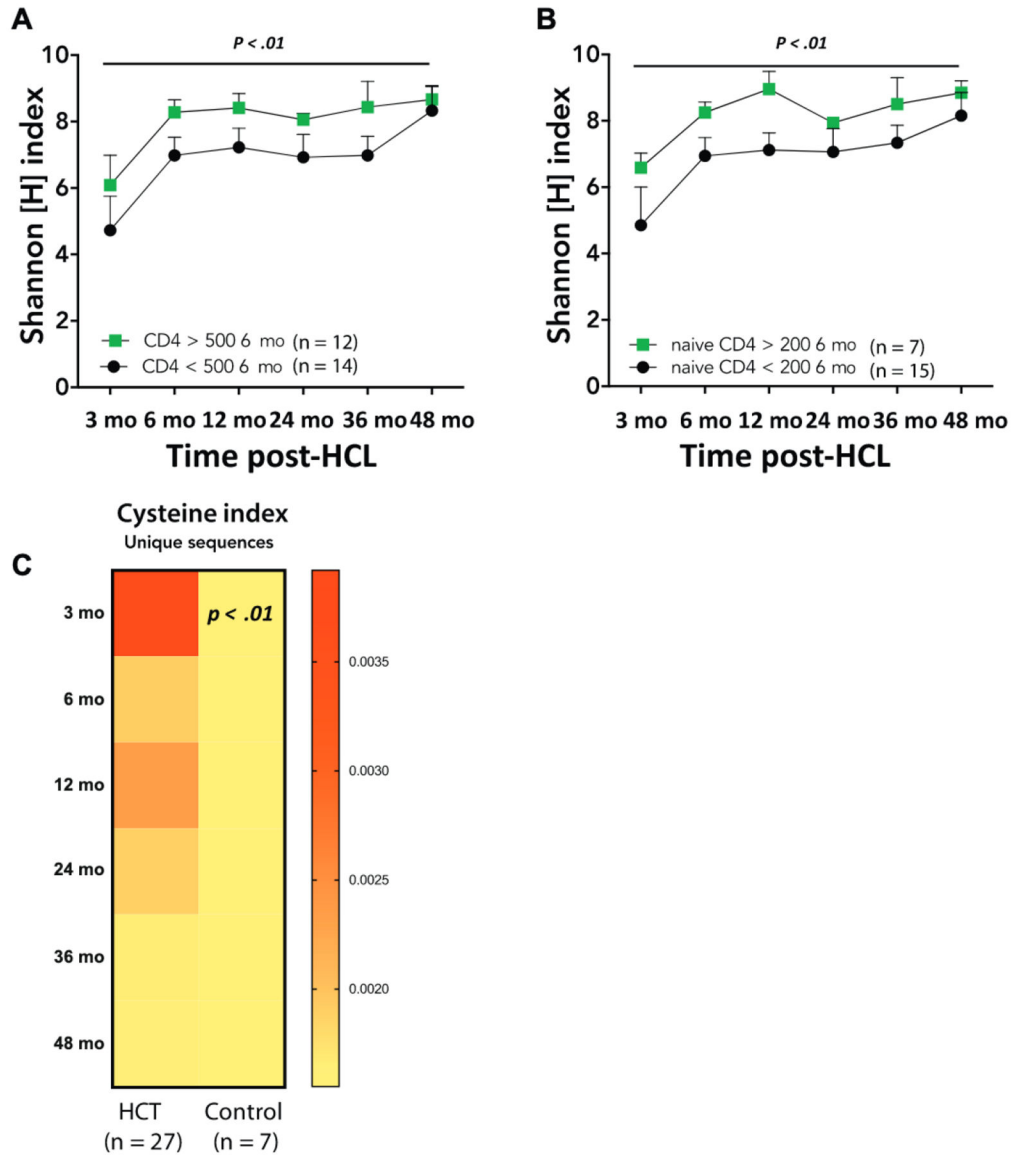 A
P < .01
10
8
6
4
2
0
Shannon [H] index
CD4 > 500 6 mo (n = 12)
CD4 < 500 6 mo (n = 14)
3 mo 6 mo 12 mo 24 mo 36 mo 48 mo
Time post-HCL
B
P < .01
10
8
6
4
2
0
Shannon [H] index
naive CD4 > 200 6 mo (n = 7)
naive CD4 < 200 6 mo (n = 15)
3 mo 6 mo 12 mo 24 mo 36 mo 48 mo
Time post-HCL
C
Cysteine index
Unique sequences
3 mo
6 mo
12 mo
24 mo
36 mo
48 mo
p < .01
0.0035
0.0030
0.0025
0.0020
HCT Control
(n = 27) (n = 7)